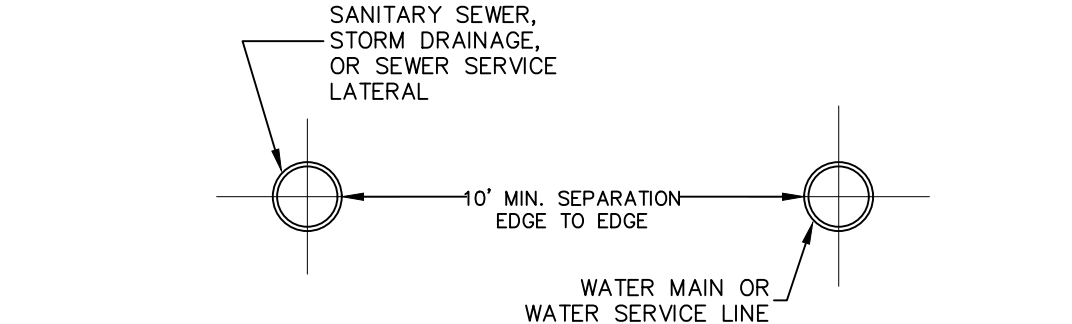 SANITARY SEWER,
STORM DRAINAGE,
OR SEWER SERVICE
LATERAL
10' MIN. SEPARATION
EDGE TO EDGE
WATER MAIN OR
WATER SERVICE LINE